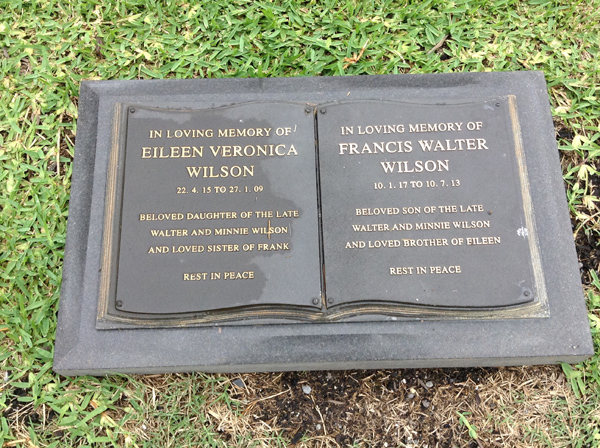 IN LOVING MEMORY OF
EILEEN VERONICA
WILSON
22. 4. 15 TO 27. 1. 09
BELOVED DAUGHTER OF THE LATE
WALTER AND MINNIE WILSON
AND LOVED SISTER OF FRANK
REST IN PEACE
IN LOVING MEMORY OF
FRANCIS WALTER
WILSON
10. 1. 17 TO 10. 7. 13
BELOVED SON OF THE LATE
WALTER AND MINNIE WILSON
AND LOVED BROTHER OF EILEEN
REST IN PEACE